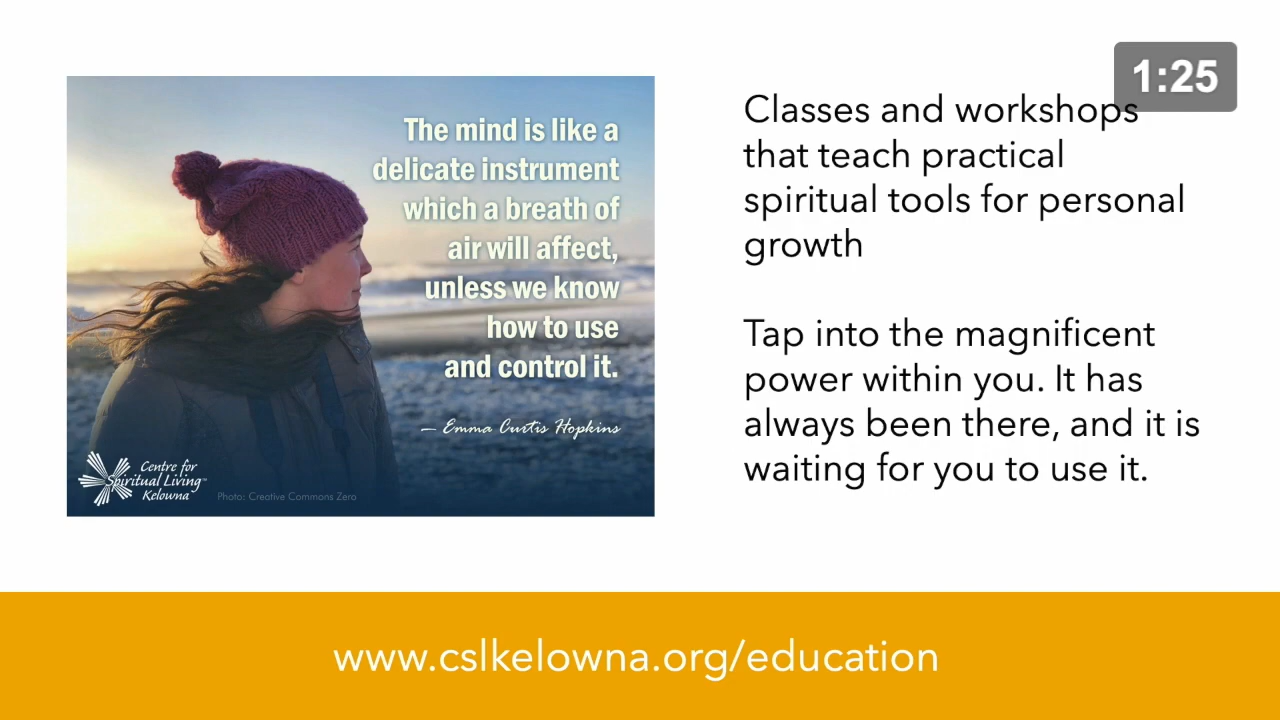 The mind is like a
delicate instrument
which a breath of
air will affect,
unless we know
how to use
and control it.
— Emma Curtis Hopkins
Centre for
Spiritual Living™
Kelowna
Photo: Creative Commons Zero
1:25
Classes and workshops
that teach practical
spiritual tools for personal
growth
Tap into the magnificent
power within you. It has
always been there, and it is
waiting for you to use it.
www.cslkelowna.org/education